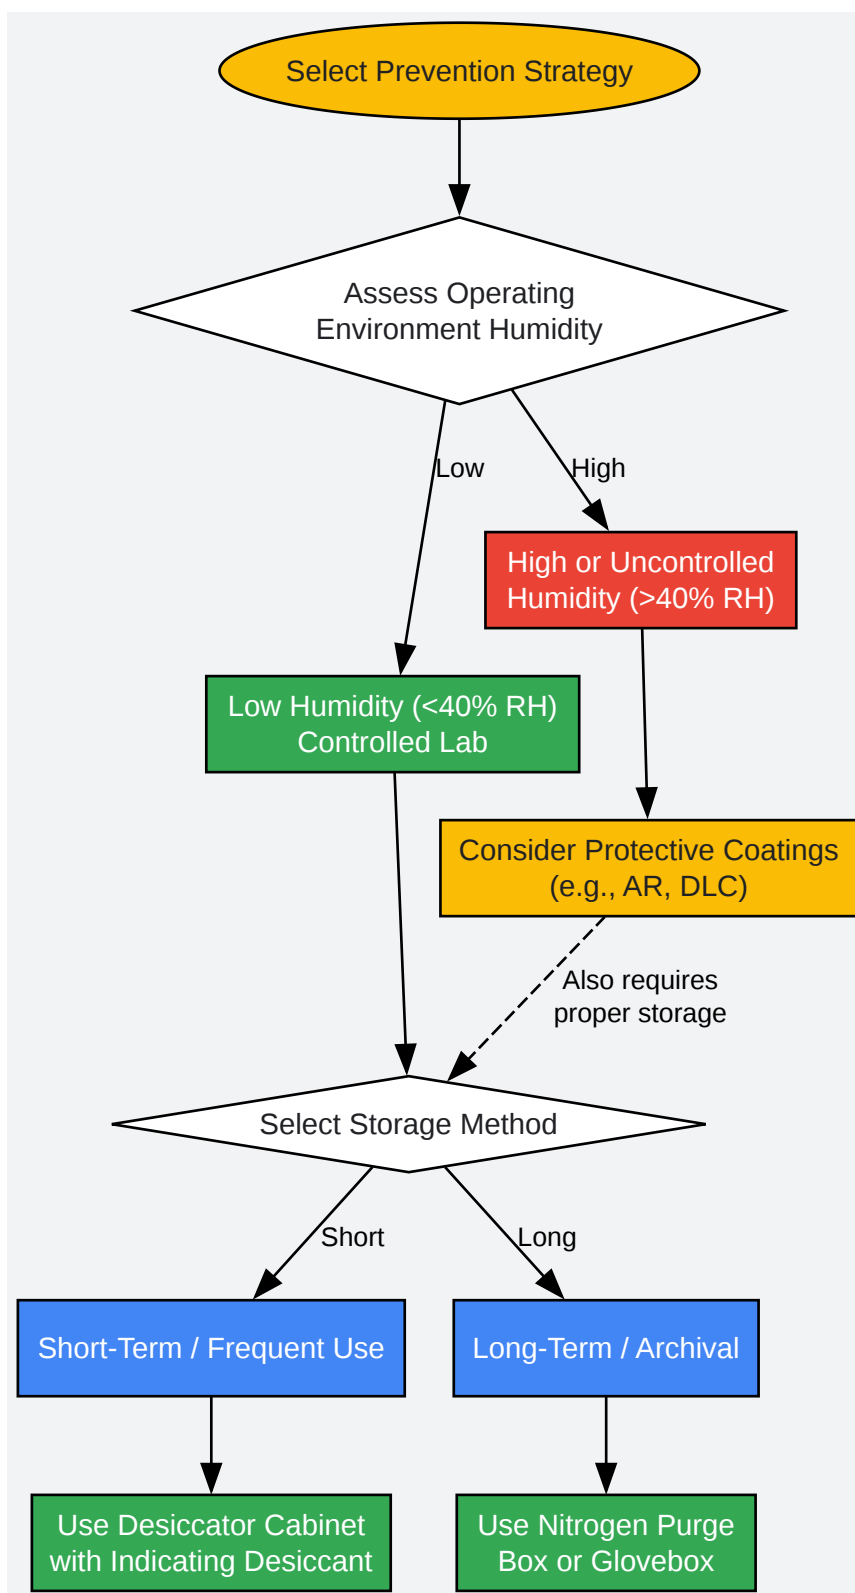 Select Prevention Strategy
Assess Operating
Environment Humidity
Low
High
High or Uncontrolled
Humidity (>40% RH)
Low Humidity (<40% RH)
Controlled Lab
Consider Protective Coatings
(e.g., AR, DLC)
Also requires
proper storage
Select Storage Method
Short
Long
Short-Term / Frequent Use
Long-Term / Archival
Use Desiccator Cabinet
with Indicating Desiccant
Use Nitrogen Purge
Box or Glovebox